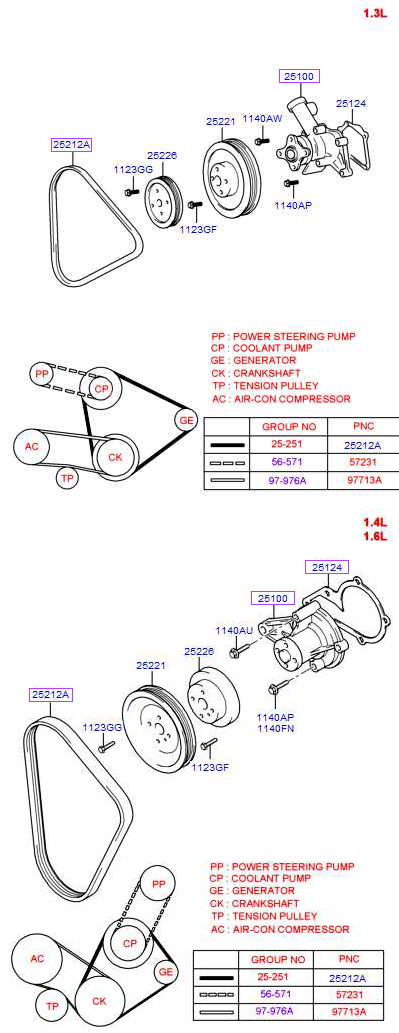 1.3L
25100
25124
1140AW
25221
25212A
25226
1123GG
1140AP
1123GF
PP : POWER STEERING PUMP
CP : COOLANT PUMP
GE : GENERATOR
CK : CRANKSHAFT
TP : TENSION PULLEY
AC : AIR-CON COMPRESSOR
PP
CP
GE
AC
CK
TP
GROUP NO PNC
25-251 25212A
56-571 57231
97-976A 97713A
1.4L
1.6L
25124
25100
1140AU
25226
25221
25212A
1140AP
1140FN
1123GG
1123GF
PP : POWER STEERING PUMP
CP : COOLANT PUMP
GE : GENERATOR
CK : CRANKSHAFT
TP : TENSION PULLEY
AC : AIR-CON COMPRESSOR
PP
CP
AC
GE
TP
CK
GROUP NO PNC
25-251 25212A
56-571 57231
97-976A 97713A